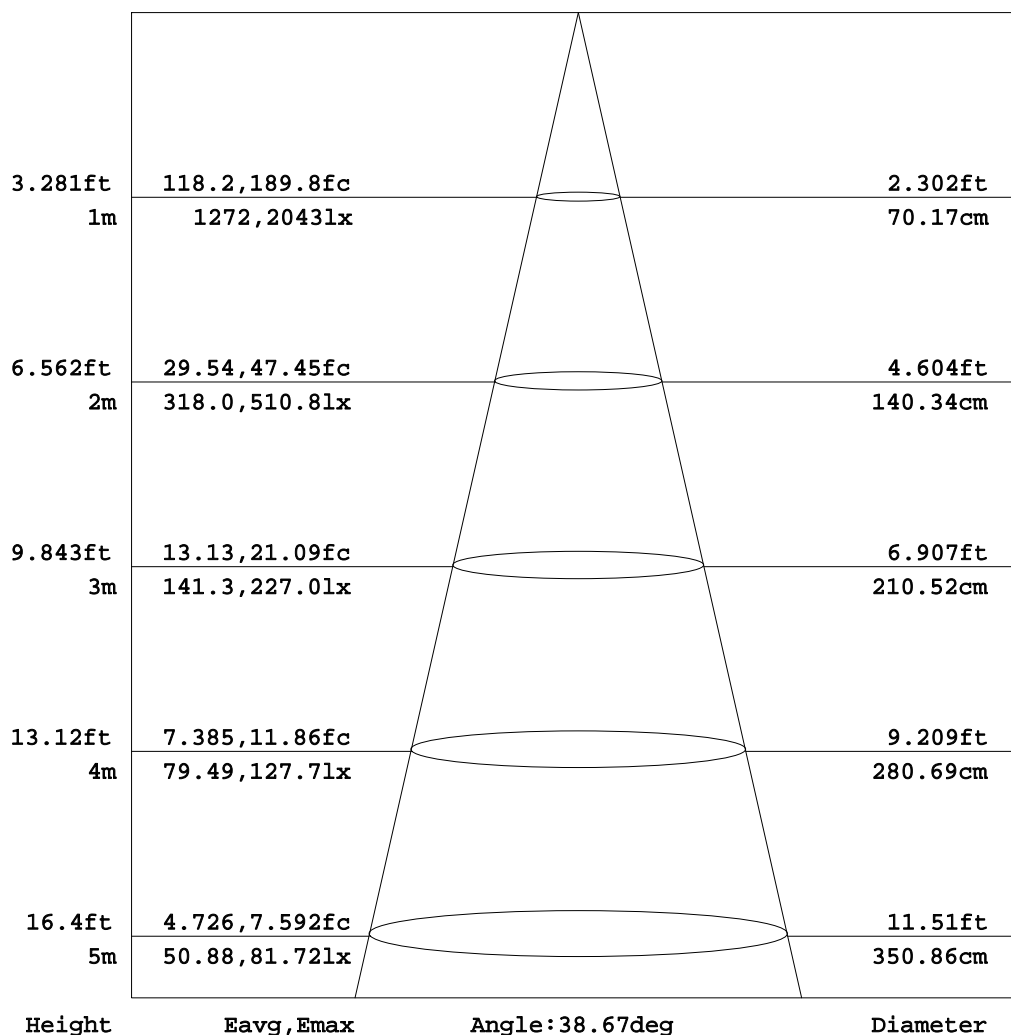 3.281ft 118.2,189.8fc 2.302ft
1m 1272,2043lx 70.17cm
6.562ft 29.54,47.45fc 4.604ft
2m 318.0,510.8lx 140.34cm
9.843ft 13.13,21.09fc 6.907ft
3m 141.3,227.0lx 210.52cm
13.12ft 7.385,11.86fc 9.209ft
4m 79.49,127.7lx 280.69cm
16.4ft 4.726,7.592fc 11.51ft
5m 50.88,81.72lx 350.86cm
Height Eavg,Emax Angle:38.67deg Diameter